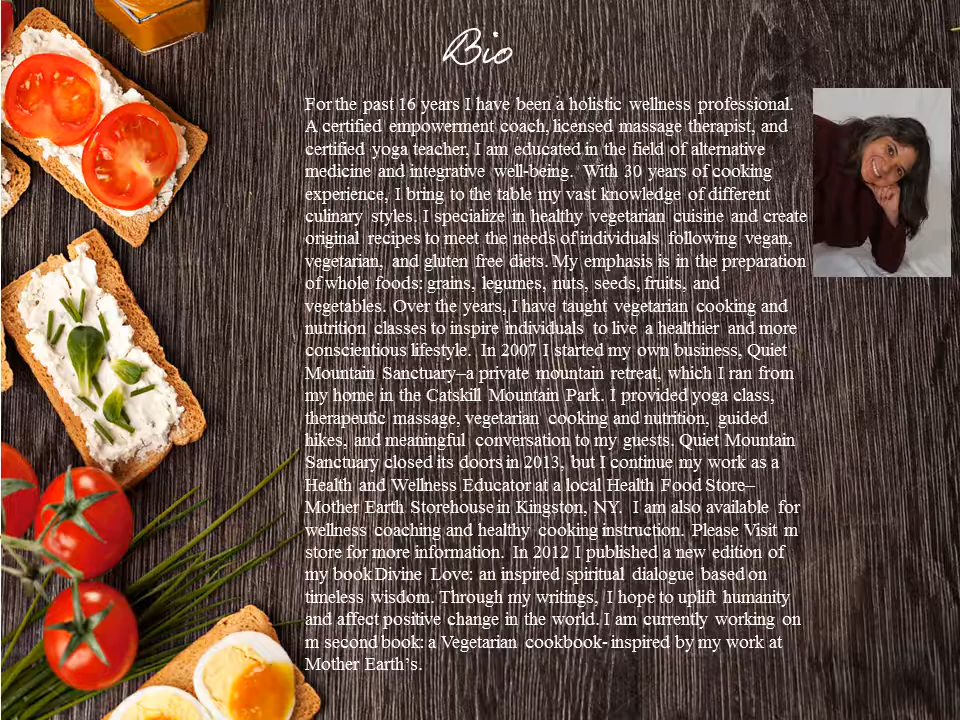 Bio
For the past 16 years I have been a holistic wellness professional.
A certified empowerment coach, licensed massage therapist, and
certified yoga teacher, I am educated in the field of alternative
medicine and integrative well-being. With 30 years of cooking
experience, I bring to the table my vast knowledge of different
culinary styles. I specialize in healthy vegetarian cuisine and create
original recipes to meet the needs of individuals following vegan,
vegetarian, and gluten free diets. My emphasis is in the preparation
of whole foods: grains, legumes, nuts, seeds, fruits, and
vegetables. Over the years, I have taught vegetarian cooking and
nutrition classes to inspire individuals to live a healthier and more
conscientious lifestyle. In 2007 I started my own business, Quiet
Mountain Sanctuary–a private mountain retreat, which I ran from
my home in the Catskill Mountain Park. I provided yoga class,
therapeutic massage, vegetarian cooking and nutrition, guided
hikes, and meaningful conversation to my guests. Quiet Mountain
Sanctuary closed its doors in 2013, but I continue my work as a
Health and Wellness Educator at a local Health Food Store–
Mother Earth Storehouse in Kingston, NY. I am also available for
wellness coaching and healthy cooking instruction. Please Visit m
store for more information. In 2012 I published a new edition of
my book Divine Love: an inspired spiritual dialogue based on
timeless wisdom. Through my writings, I hope to uplift humanity
and affect positive change in the world. I am currently working on
m second book: a Vegetarian cookbook- inspired by my work at
Mother Earth's.